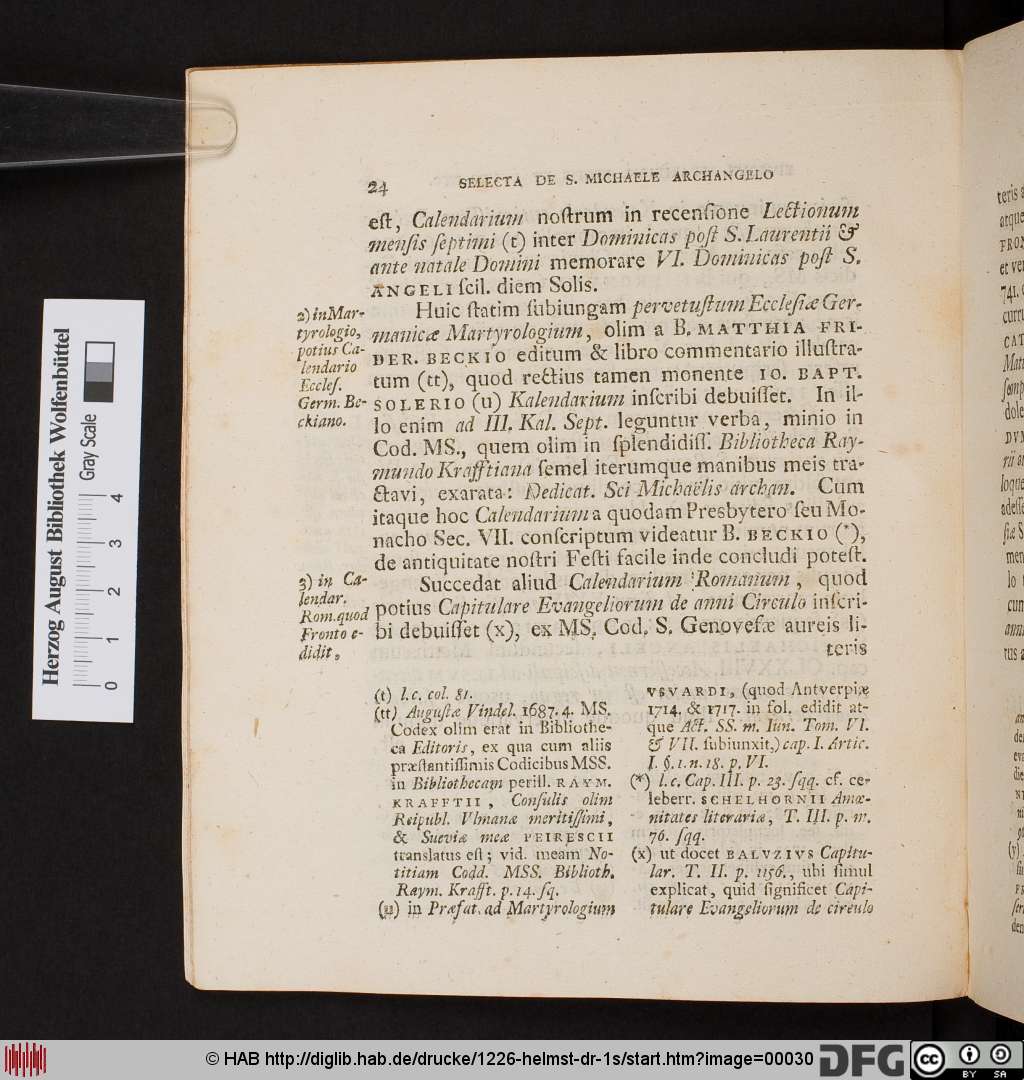 24 SELECTA DE S. MICHAELE ARCHANGELO
est, Calendarium nostrum in recensione Lectionum
mensis septimi (t) inter Dominicas post S. Laurentii &
ante natale Domini memorare VI. Dominicas post S.
ANGELI scil. diem Solis.
Huic statim subiungam pervetustum Ecclesiæ Ger-
manicæ Martyrologium, olim a B. MATTHIA FRI-
DER. BECKIO editum & libro commentario illustra-
tum (tt), quod rectius tamen monente IO. BAPT.
SOLERIO (u) Kalendarium inscribi debuisset. In il-
lo enim ad III. Kal. Sept. leguntur verba, minio in
Cod. MS., quem olim in splendidiss. Bibliotheca Ray-
mundo Krafftiana semel iterumque manibus meis tra-
ctavi, exarata: Dedicat. Sci Michaëlis archan. Cum
itaque hoc Calendarium a quodam Presbytero seu Mo-
nacho Sec. VII. conscriptum videatur B. BECKIO (*),
de antiquitate nostri Festi facile inde concludi potest.
Succedat aliud Calendarium Romanum, quod
potius Capitulare Evangeliorum de anni Circulo inscri-
bi debuisset (x), ex MS. Cod. S. Genovefæ aureis li-
teris
2) in Mar-
tyrologio,
potius Ca-
lendario
Eccles.
Germ. Be-
ckiano.
3) in Ca-
lendar.
Rom. quod
Fronto e-
didit,
(t) l. c. col. 81.
(tt) Augustæ Vindel. 1687. 4. MS.
Codex olim erat in Bibliothe-
ca Editoris, ex qua cum aliis
præstantissimis Codicibus MSS.
in Bibliothecam perill. RAYM.
KRAFFTII, Consulis olim
Reipubl. Vlmanæ meritissimi,
& Sueviæ meæ PEIRESCII
translatus est; vid. meam No-
titiam Codd. MSS. Biblioth.
Raym. Krafft. p. 14. sq.
(u) in Præfat. ad Martyrologium
VSVARDI, (quod Antverpiæ
1714. & 1717. in fol. edidit at-
que Act. SS. m. Iun. Tom. VI.
& VII. subiunxit,) cap. I. Artic.
I. §. 1. n. 18. p. VI.
(*) l. c. Cap. III. p. 23. sqq. cf. ce-
leberr. SCHELHORNII Amœ-
nitates literariæ, T. III. p. m.
76. sqq.
(x) ut docet BALVZIVS Capitu-
lar. T. II. p. 1156., ubi simul
explicat, quid significet Capi-
tulare Evangeliorum de circulo
Herzog August Bibliothek Wolfenbüttel
Gray Scale
0 1 2 3 4
© HAB http://diglib.hab.de/drucke/1226-helmst-dr-1s/start.htm?image=00030
DFG
cc BY SA